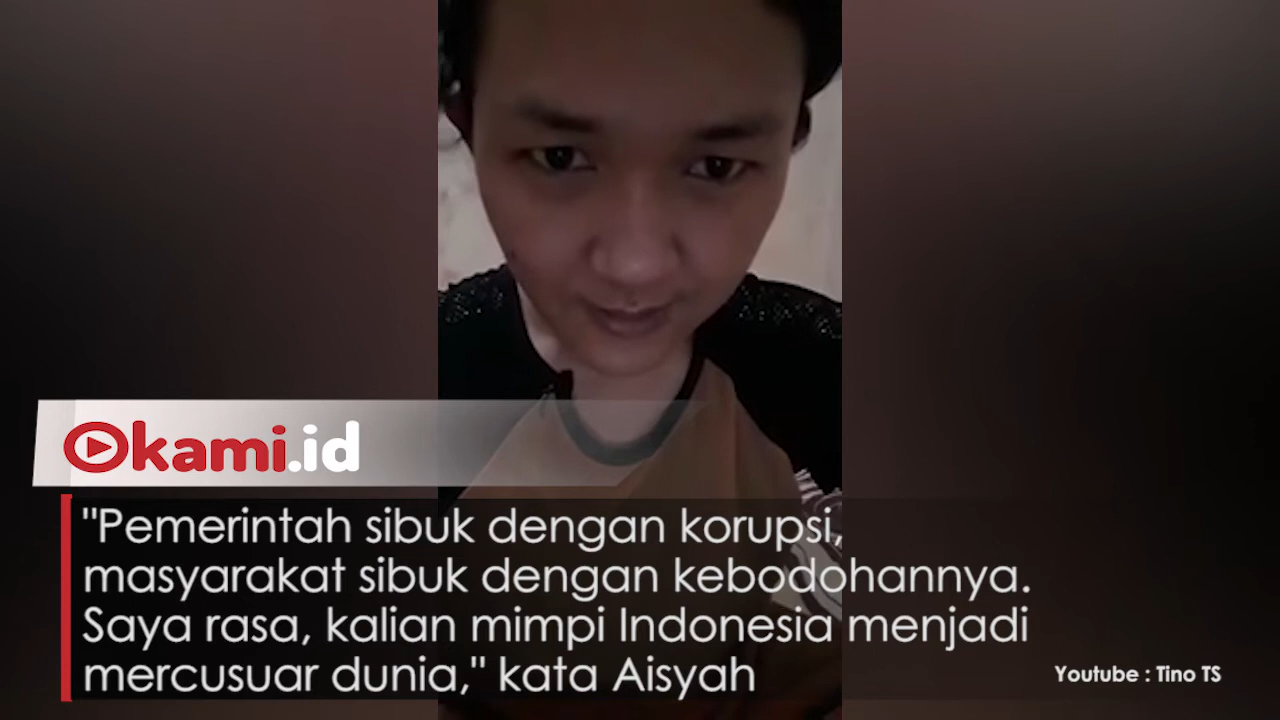 Okami.id
"Pemerintah sibuk dengan korupsi,
masyarakat sibuk dengan kebodohannya.
Saya rasa, kalian mimpi Indonesia menjadi
mercusuar dunia," kata Aisyah
Youtube : Tino TS